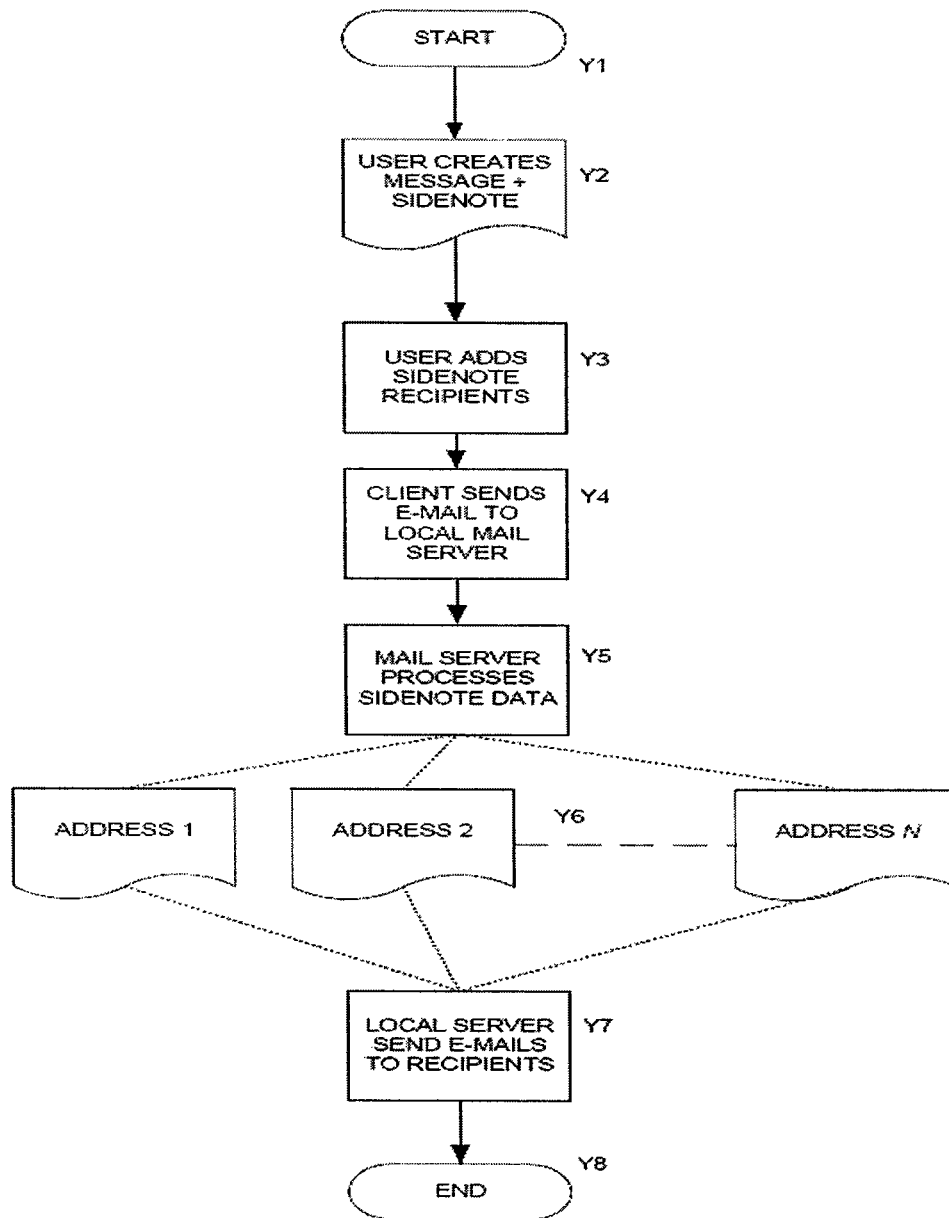 START
Y1
USER CREATES
MESSAGE +
SIDENOTE
Y2
USER ADDS
SIDENOTE
RECIPIENTS
Y3
CLIENT SENDS
E-MAIL TO
LOCAL MAIL
SERVER
Y4
MAIL SERVER
PROCESSES
SIDENOTE DATA
Y5
ADDRESS 1
ADDRESS 2
Y6
ADDRESS N
LOCAL SERVER
SEND E-MAILS
TO RECIPIENTS
Y7
Y8
END